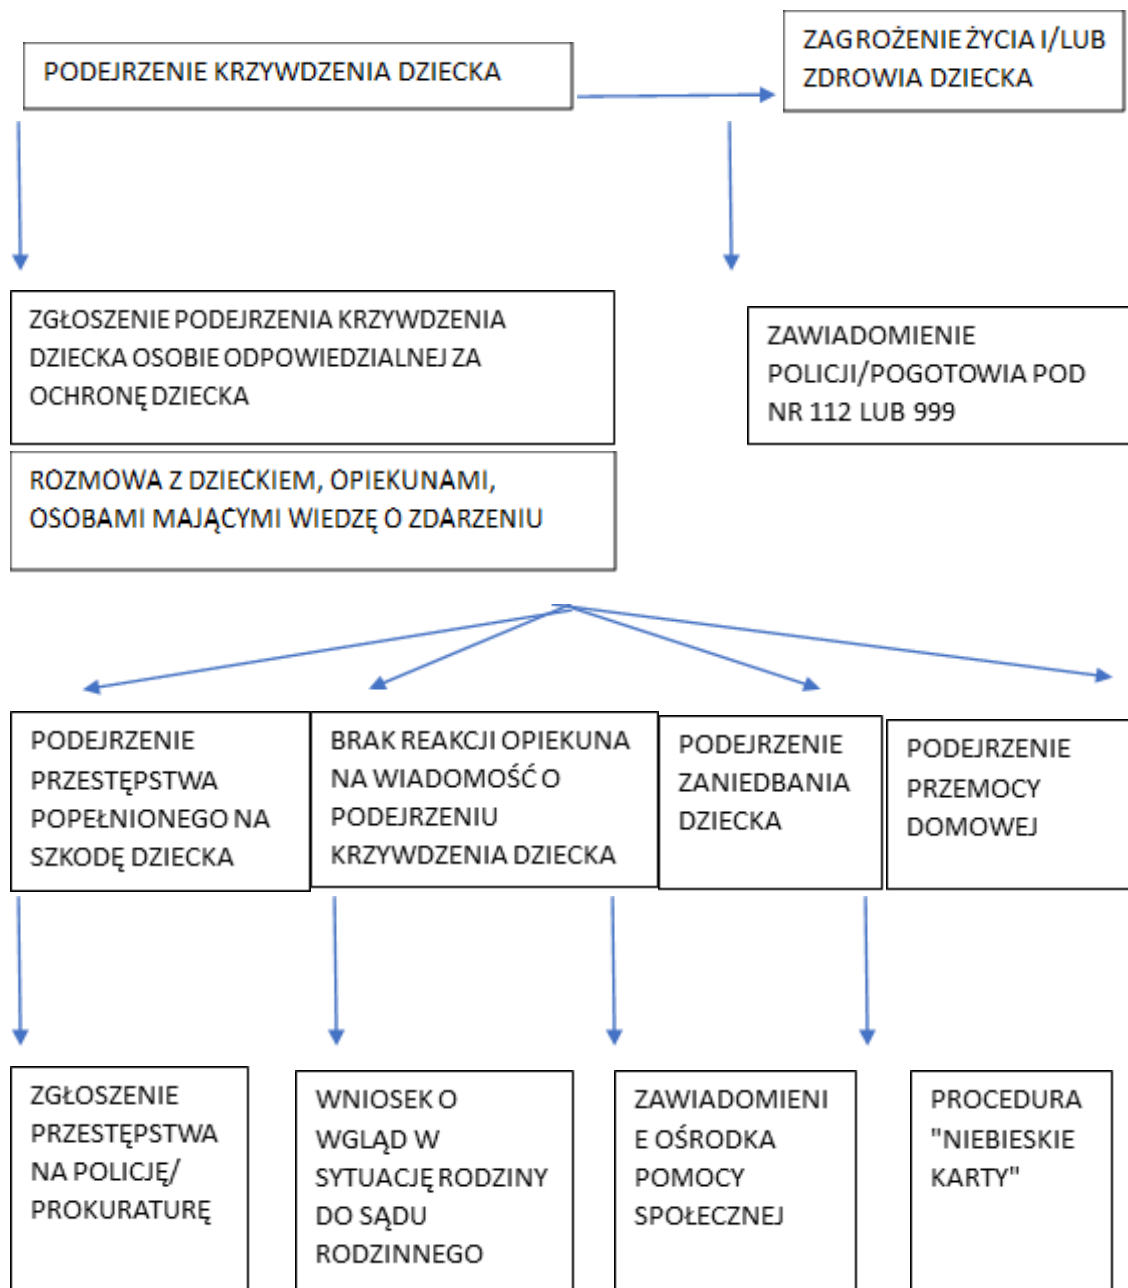 PODEJRZENIE KRZYWDZENIA DZIECKA
ZAGROŻENIE ŻYCIA I/LUB
ZDROWIA DZIECKA
ZGŁOSZENIE PODEJRZENIA KRZYWDZENIA
DZIECKA OSOBIE ODPOWIEDZIALNEJ ZA
OCHRONĘ DZIECKA
ZAWIADOMIENIE
POLICJI/POGOTOWIA POD
NR 112 LUB 999
ROZMOWA Z DZIECKIEM, OPIEKUNAMI,
OSOBAMI MAJĄCYMI WIEDZĘ O ZDARZENIU
PODEJRZENIE
PRZESTĘPSTWA
POPEŁNIONEGO NA
SZKODĘ DZIECKA
BRAK REAKCJI OPIEKUNA
NA WIADOMOŚĆ O
PODEJRZENIU
KRZYWDZENIA DZIECKA
PODEJRZENIE
ZANIEDBANIA
DZIECKA
PODEJRZENIE
PRZEMOCY
DOMOWEJ
ZGŁOSZENIE
PRZESTĘPSTWA
NA POLICJĘ/
PROKURATURĘ
WNIOSEK O
WGLĄD W
SYTUACJĘ RODZINY
DO SĄDU
RODZINNEGO
ZAWIADOMIENI
E OŚRODKA
POMOCY
SPOŁECZNEJ
PROCEDURA
"NIEBIESKIE
KARTY"